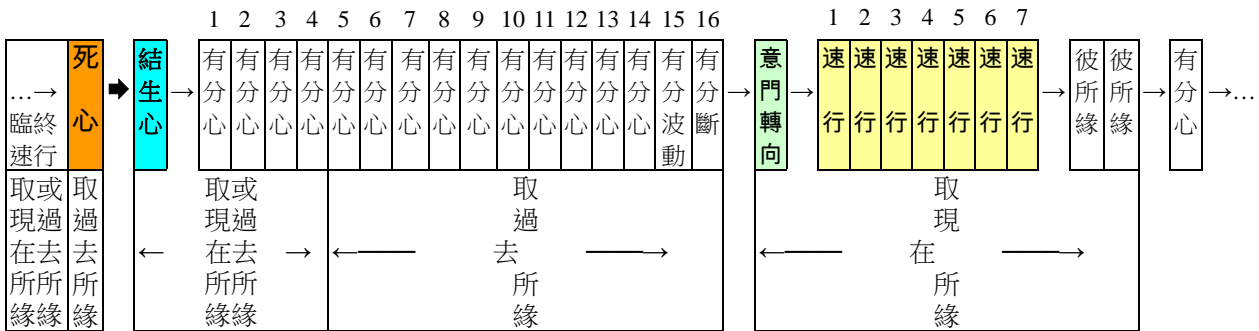 1 2 3 4 5 6 7 8 9 10 11 12 13 14 15 16 1 2 3 4 5 6 7
…→臨終速行
死心
➡
結生心
→
有分心
有分心
有分心
有分心
有分心
有分心
有分心
有分心
有分心
有分心
有分心
有分心
有分心
有分心
有分波動
有分斷
→
意門轉向
→
速行
速行
速行
速行
速行
速行
速行
→
彼所緣
彼所緣
→
有分心
→…
取現在所緣
或過去所緣
取過去所緣
← 取現在所緣
或過去所緣 →
←── 取過去所緣 ──→
←── 取現在所緣 ──→